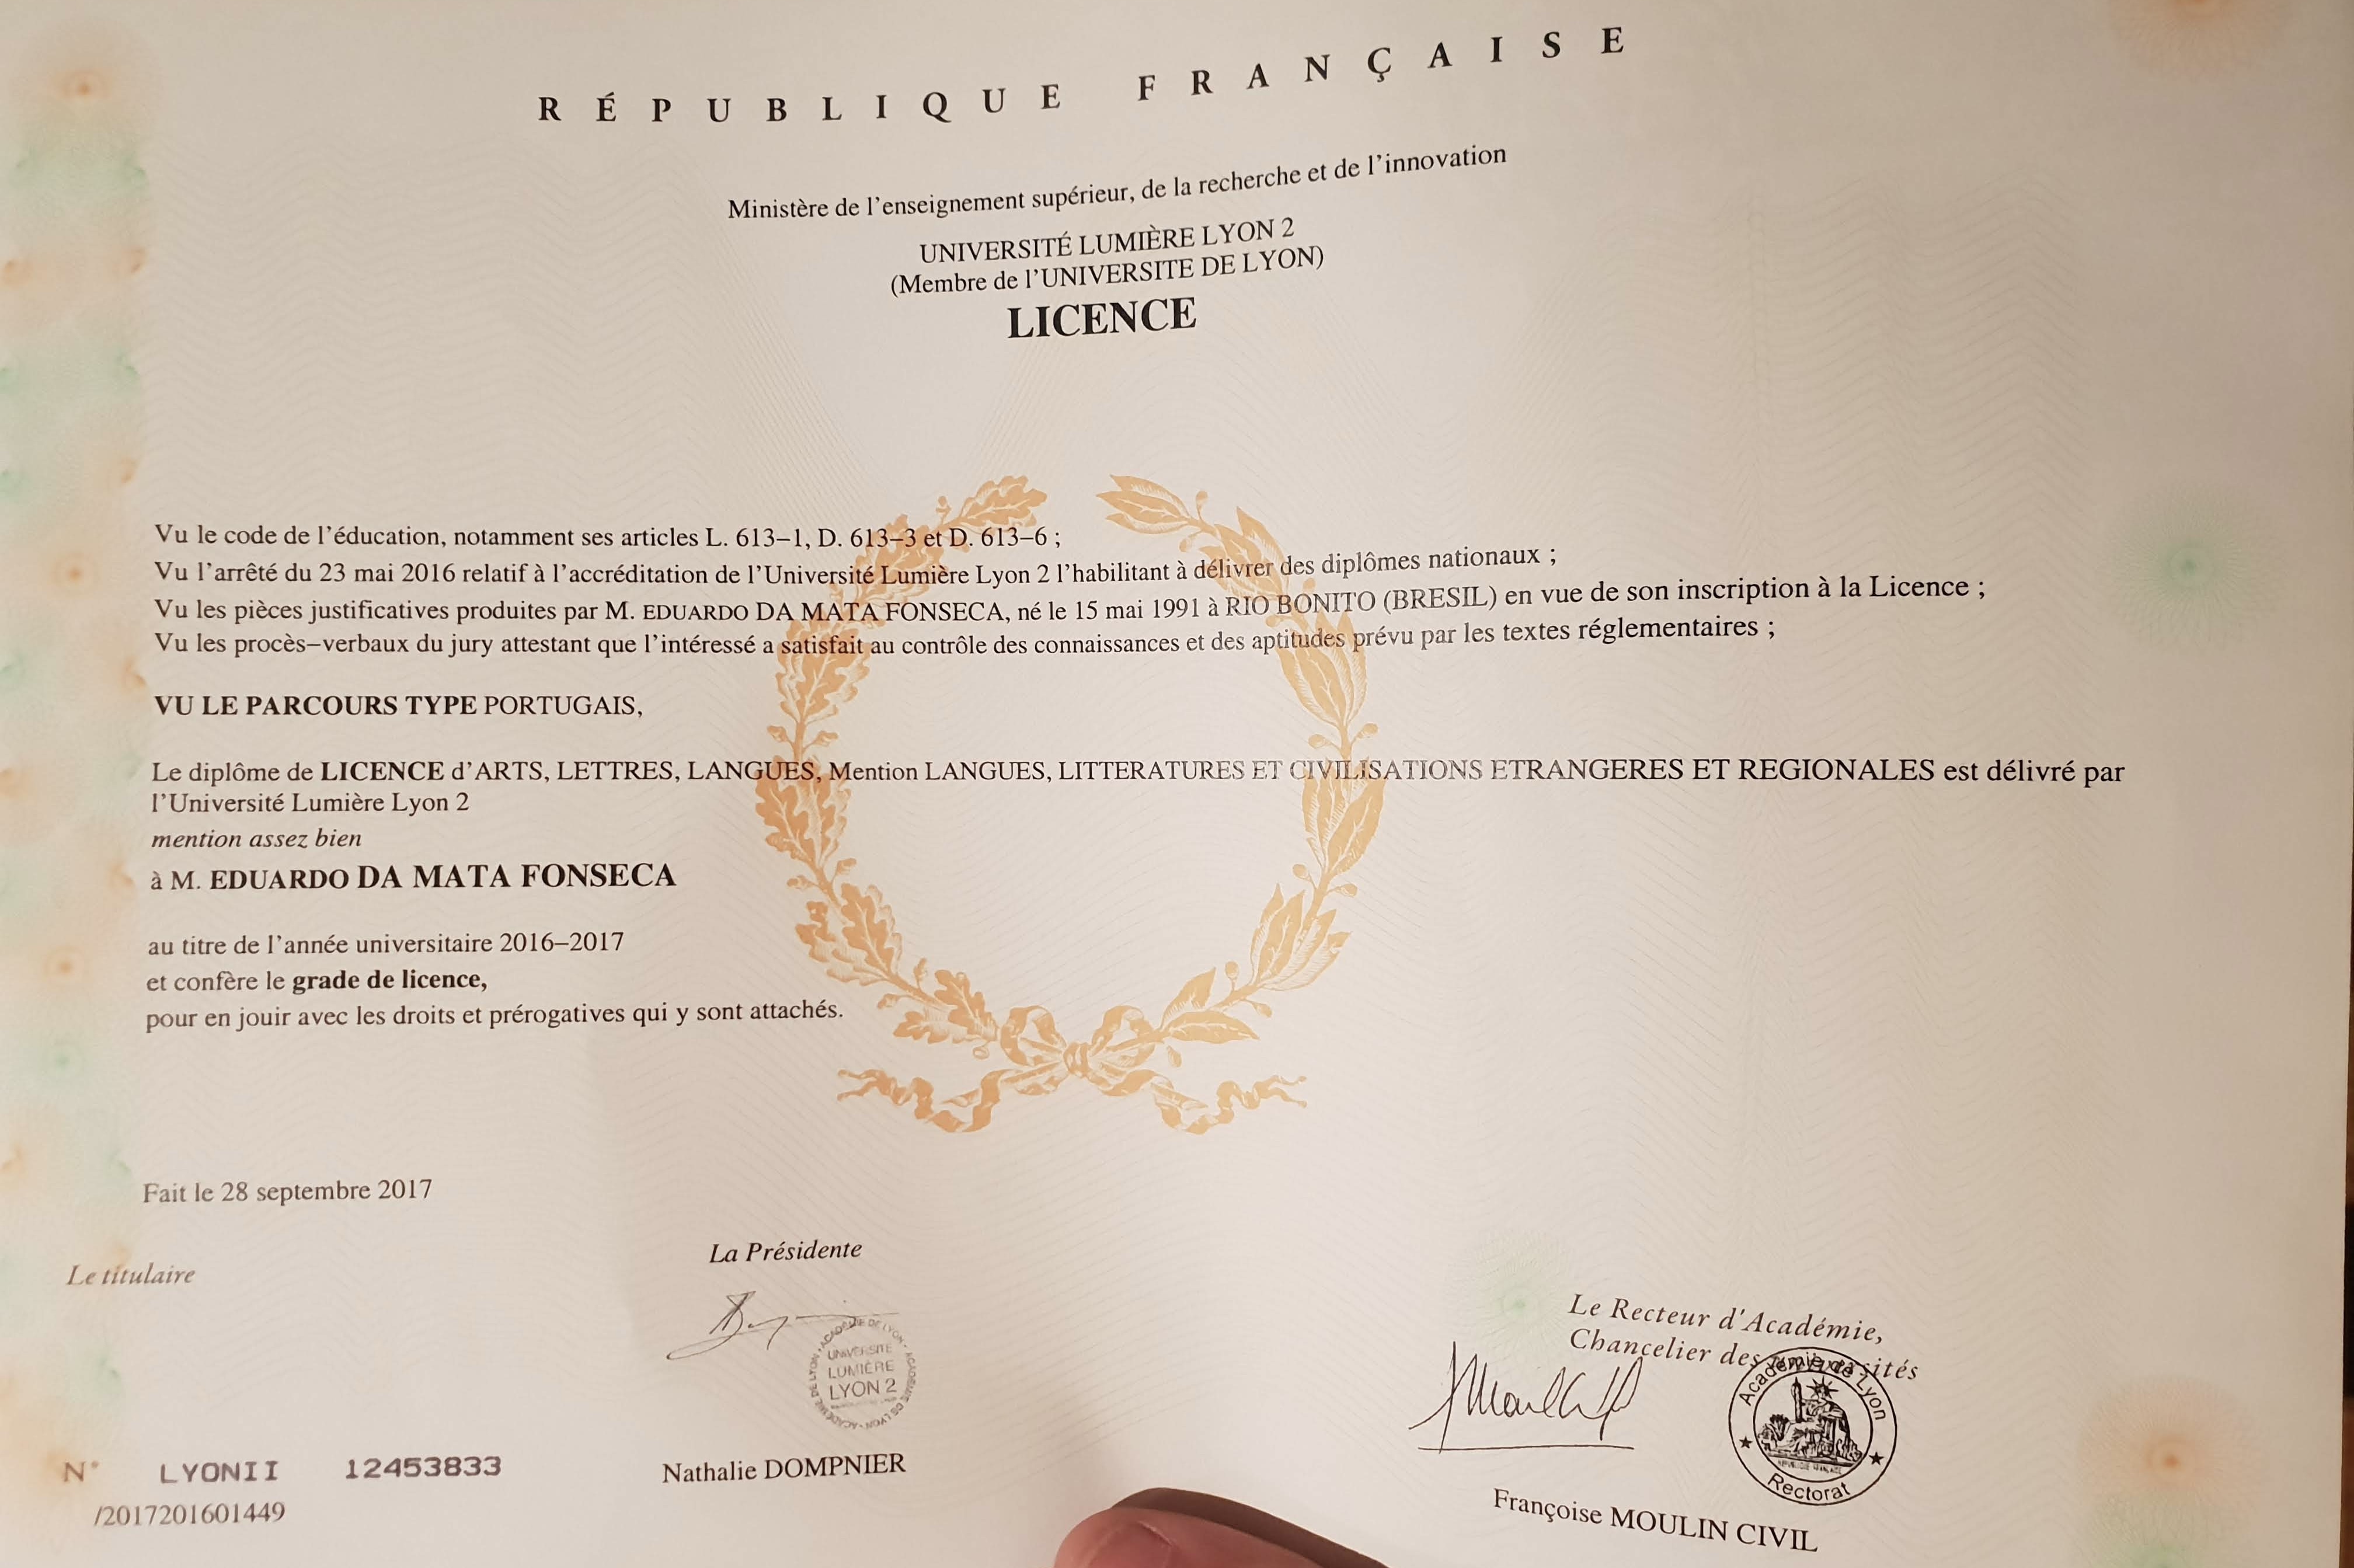 RÉPUBLIQUE FRANÇAISE
Ministère de l'enseignement supérieur, de la recherche et de l'innovation
UNIVERSITÉ LUMIÈRE LYON 2
(Membre de l'UNIVERSITE DE LYON)
LICENCE
Vu le code de l'éducation, notamment ses articles L. 613–1, D. 613–3 et D. 613–6 ;
Vu l'arrêté du 23 mai 2016 relatif à l'accréditation de l'Université Lumière Lyon 2 l'habilitant à délivrer des diplômes nationaux ;
Vu les pièces justificatives produites par M. EDUARDO DA MATA FONSECA, né le 15 mai 1991 à RIO BONITO (BRESIL) en vue de son inscription à la Licence ;
Vu les procès–verbaux du jury attestant que l'intéressé a satisfait au contrôle des connaissances et des aptitudes prévu par les textes réglementaires ;
VU LE PARCOURS TYPE PORTUGAIS,
Le diplôme de LICENCE d'ARTS, LETTRES, LANGUES, Mention LANGUES, LITTERATURES ET CIVILISATIONS ETRANGERES ET REGIONALES est délivré par
l'Université Lumière Lyon 2
mention assez bien
à M. EDUARDO DA MATA FONSECA
au titre de l'année universitaire 2016–2017
et confère le grade de licence,
pour en jouir avec les droits et prérogatives qui y sont attachés.
Fait le 28 septembre 2017
Le titulaire
La Présidente
ACADÉMIE DE LYON
UNIVERSITÉ
LUMIÈRE
LYON 2
Nathalie DOMPNIER
Le Recteur d'Académie,
Chancelier des Universités
Académie de Lyon
Rectorat
Françoise MOULIN CIVIL
N° LYONII 12453833
/2017201601449